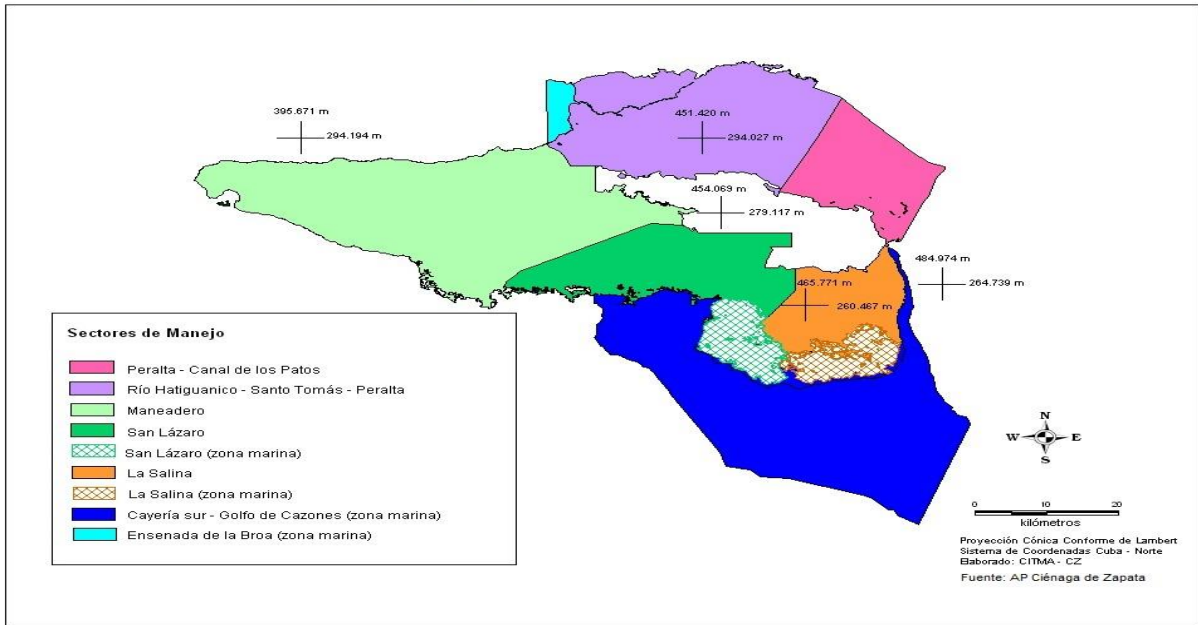 395.671 m
294.194 m
451.420 m
294.027 m
454.069 m
279.117 m
484.974 m
264.739 m
465.771 m
260.467 m
Sectores de Manejo
Peralta - Canal de los Patos
Río Hatiguanico - Santo Tomás - Peralta
Maneadero
San Lázaro
San Lázaro (zona marina)
La Salina
La Salina (zona marina)
Cayería sur - Golfo de Cazones (zona marina)
Ensenada de la Broa (zona marina)
N
W E
S
0 10 20
kilómetros
Proyección Cónica Conforme de Lambert
Sistema de Coordenadas Cuba - Norte
Elaborado: CITMA - CZ
Fuente: AP Ciénaga de Zapata